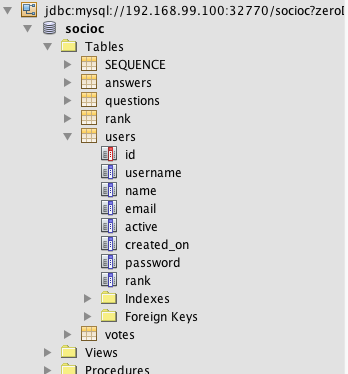 jdbc:mysql://192.168.99.100:32770/socioc?zeroD
socioc
Tables
SEQUENCE
answers
questions
rank
users
id
username
name
email
active
created_on
password
rank
Indexes
Foreign Keys
votes
Views
Procedures